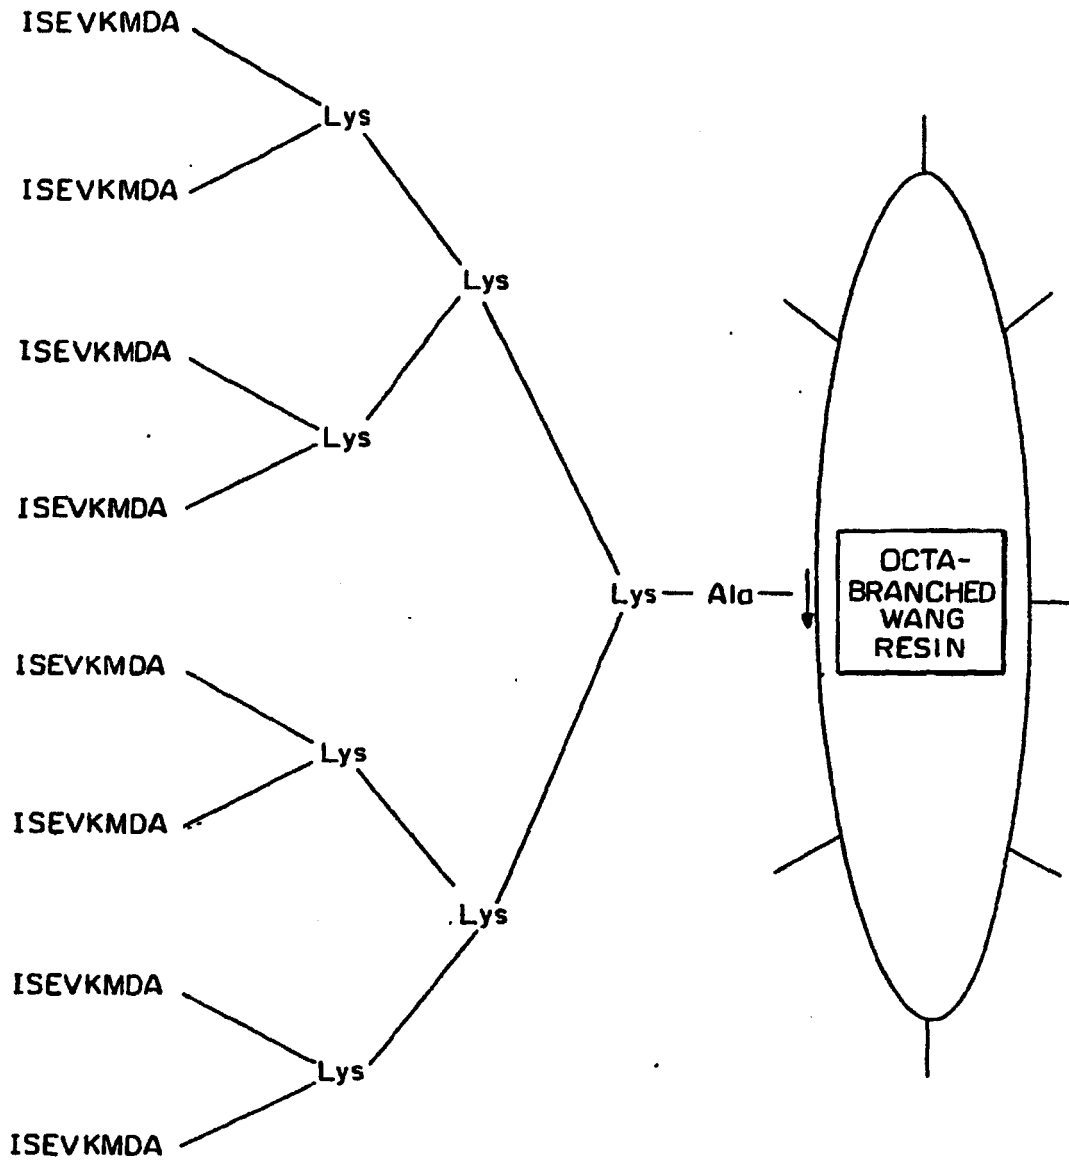 ISEVKMDA
Lys
ISEVKMDA
Lys
ISEVKMDA
Lys
ISEVKMDA
Lys — Ala —
OCTA-
BRANCHED
WANG
RESIN
ISEVKMDA
Lys
ISEVKMDA
Lys
ISEVKMDA
Lys
ISEVKMDA